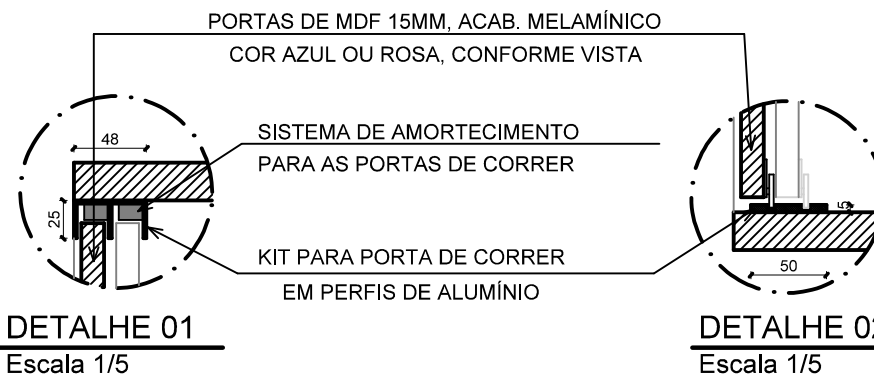 PORTAS DE MDF 15MM, ACAB. MELAMÍNICO
COR AZUL OU ROSA, CONFORME VISTA
48
SISTEMA DE AMORTECIMENTO
PARA AS PORTAS DE CORRER
25
5
KIT PARA PORTA DE CORRER
EM PERFIS DE ALUMÍNIO
50
DETALHE 01
Escala 1/5
DETALHE 02
Escala 1/5